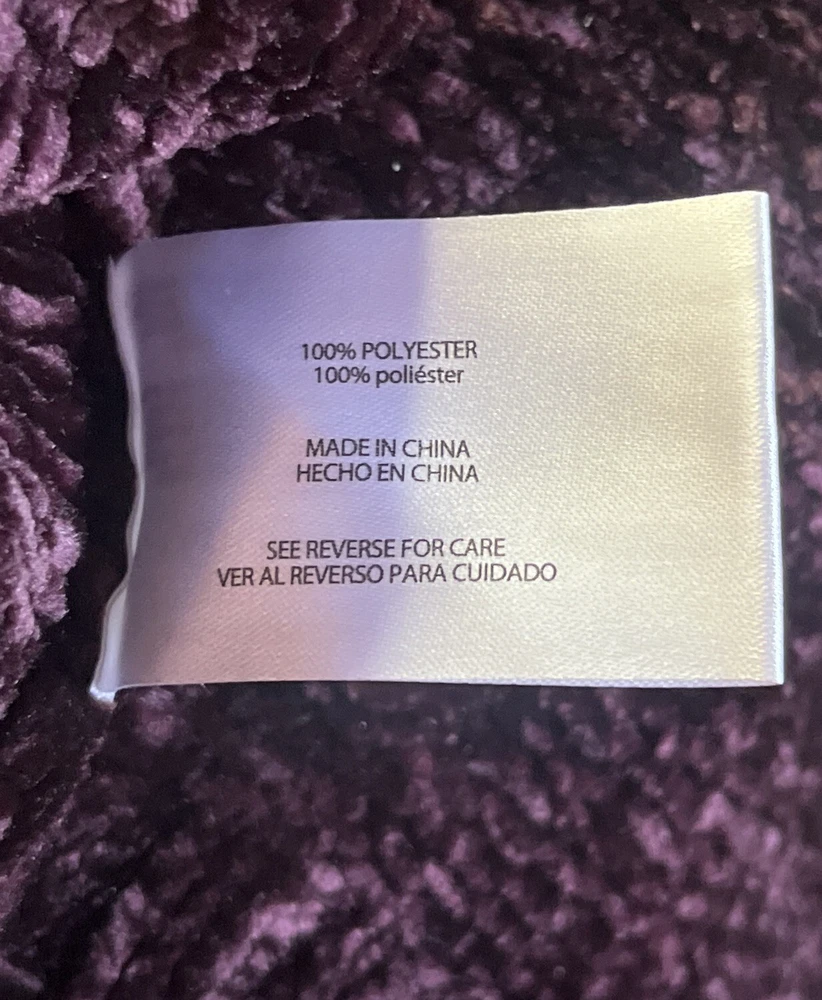 100% POLYESTER
100% poliéster
MADE IN CHINA
HECHO EN CHINA
SEE REVERSE FOR CARE
VER AL REVERSO PARA CUIDADO